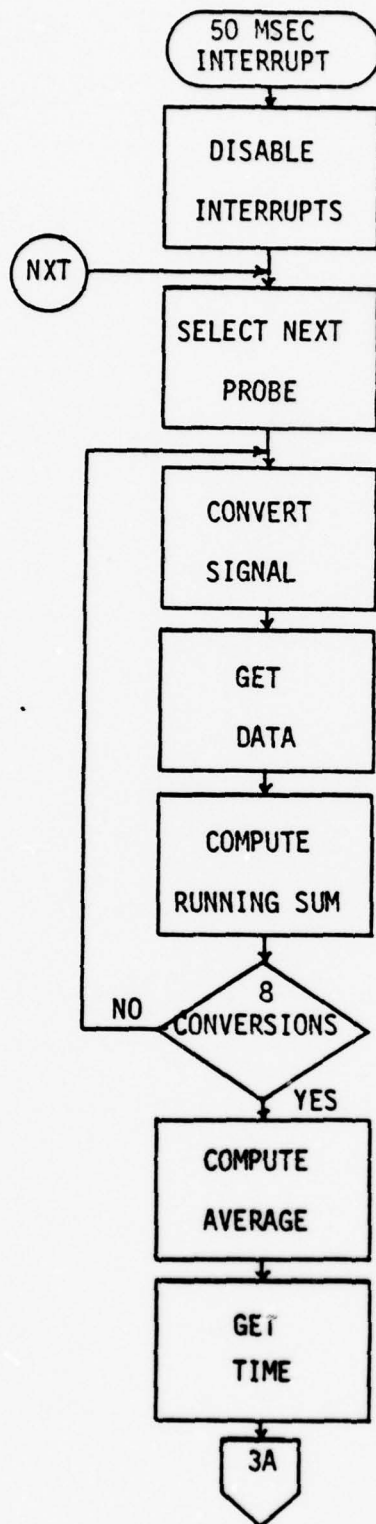 50 MSEC
INTERRUPT
DISABLE
INTERRUPTS
NXT
SELECT NEXT
PROBE
CONVERT
SIGNAL
GET
DATA
COMPUTE
RUNNING SUM
8
CONVERSIONS
NO
YES
COMPUTE
AVERAGE
GET
TIME
3A